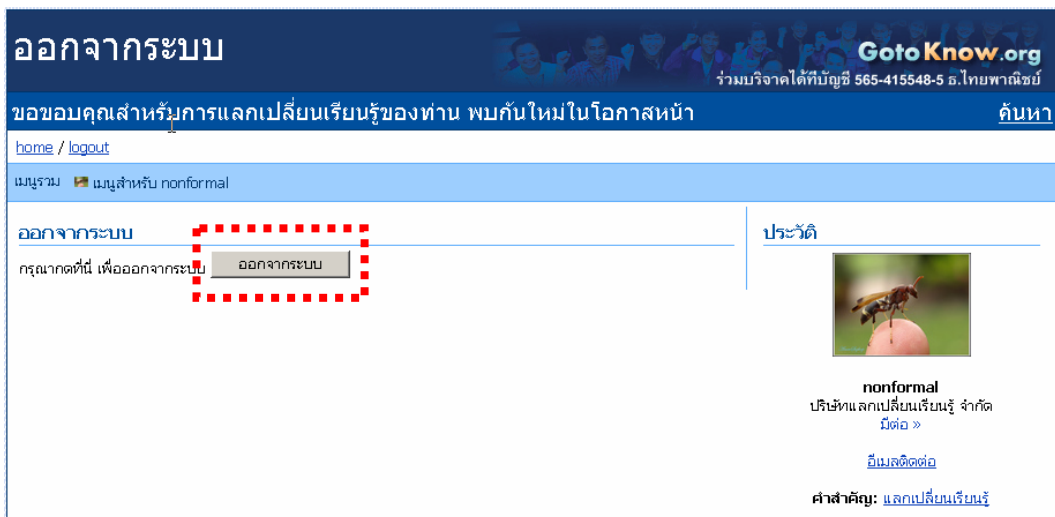 ออกจากระบบ
GotoKnow.org
ร่วมบริจาคได้ที่บัญชี 565-415548-5 ธ.ไทยพาณิชย์
ขอขอบคุณสำหรับการแลกเปลี่ยนเรียนรู้ของท่าน พบกันใหม่ในโอกาสหน้า
ค้นหา
home / logout
เมนูรวม เมนูสำหรับ nonformal
ออกจากระบบ
กรุณากดที่นี่ เพื่อออกจากระบบ ออกจากระบบ
ประวัติ
nonformal
ปริษัทแลกเปลี่ยนเรียนรู้ จำกัด
มีต่อ »
อีเมลติดต่อ
คำสำคัญ: แลกเปลี่ยนเรียนรู้